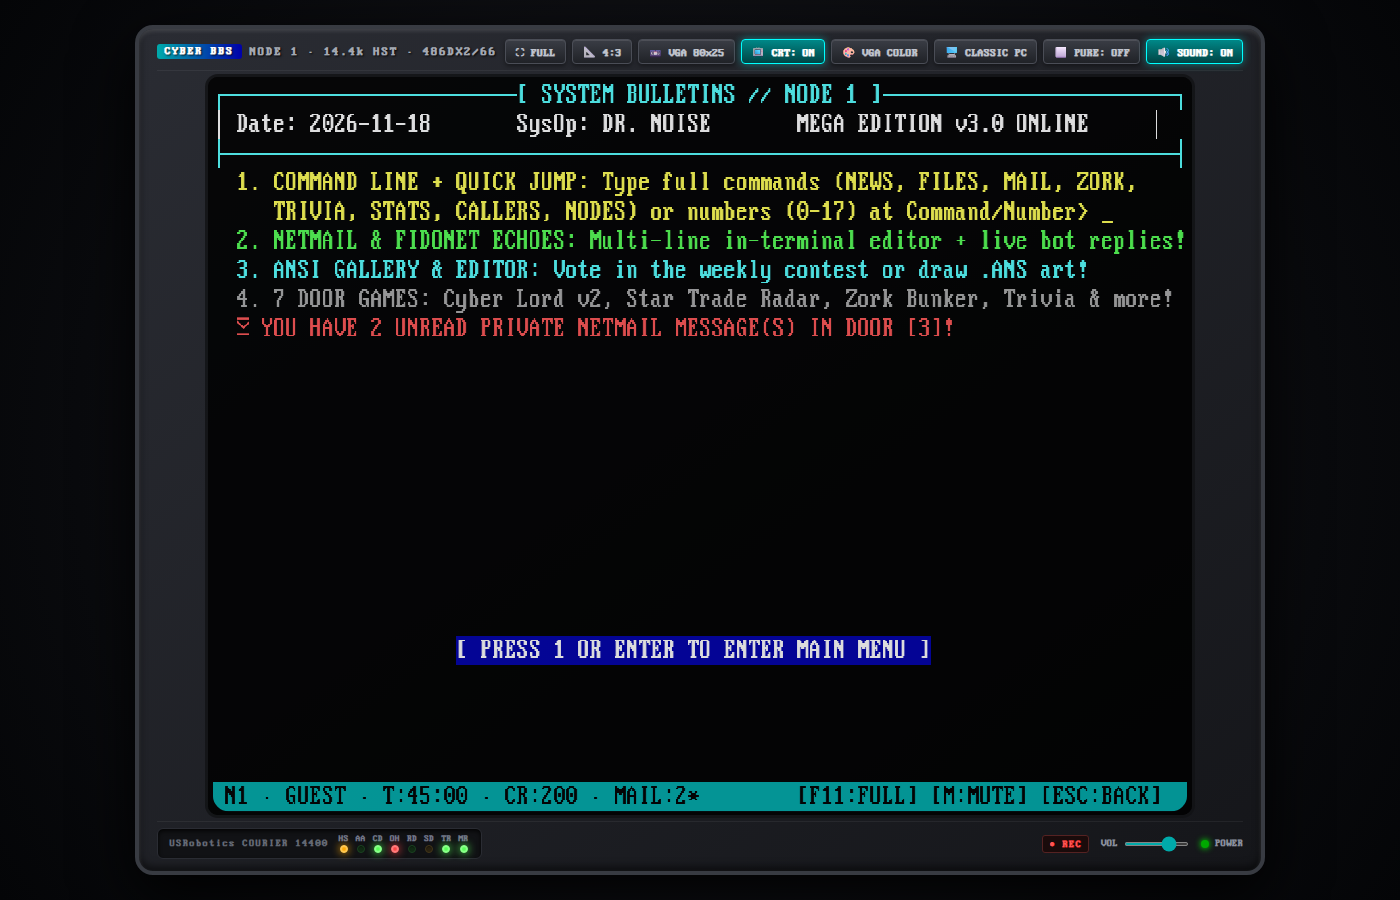 CYBER BBS NODE 1 · 14.4k HST · 486DX2/66 FULL 4:3 VGA 80x25 CRT: ON VGA COLOR CLASSIC PC PURE: OFF SOUND: ON
[ SYSTEM BULLETINS // NODE 1 ]
Date: 2026-11-18 SysOp: DR. NOISE MEGA EDITION v3.0 ONLINE
1. COMMAND LINE + QUICK JUMP: Type full commands (NEWS, FILES, MAIL, ZORK,
TRIVIA, STATS, CALLERS, NODES) or numbers (0-17) at Command/Number> _
2. NETMAIL & FIDONET ECHOES: Multi-line in-terminal editor + live bot replies!
3. ANSI GALLERY & EDITOR: Vote in the weekly contest or draw .ANS art!
4. 7 DOOR GAMES: Cyber Lord v2, Star Trade Radar, Zork Bunker, Trivia & more!
YOU HAVE 2 UNREAD PRIVATE NETMAIL MESSAGE(S) IN DOOR [3]!
[ PRESS 1 OR ENTER TO ENTER MAIN MENU ]
N1 · GUEST · T:45:00 · CR:200 · MAIL:2* [F11:FULL] [M:MUTE] [ESC:BACK]
HS AA CD OH RD SD TR MR
USRobotics COURIER 14400 ● REC VOL POWER